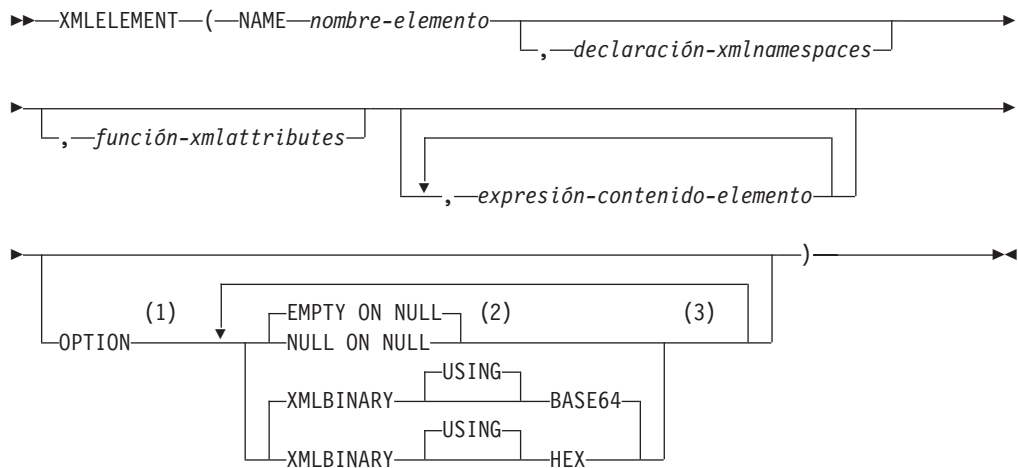 XMLELEMENT ( NAME nombre-elemento
, declaración-xmlnamespaces
, función-xmlattributes
, expresión-contenido-elemento
)
OPTION (1) EMPTY ON NULL (2) (3)
NULL ON NULL
USING
XMLBINARY BASE64
USING
XMLBINARY HEX